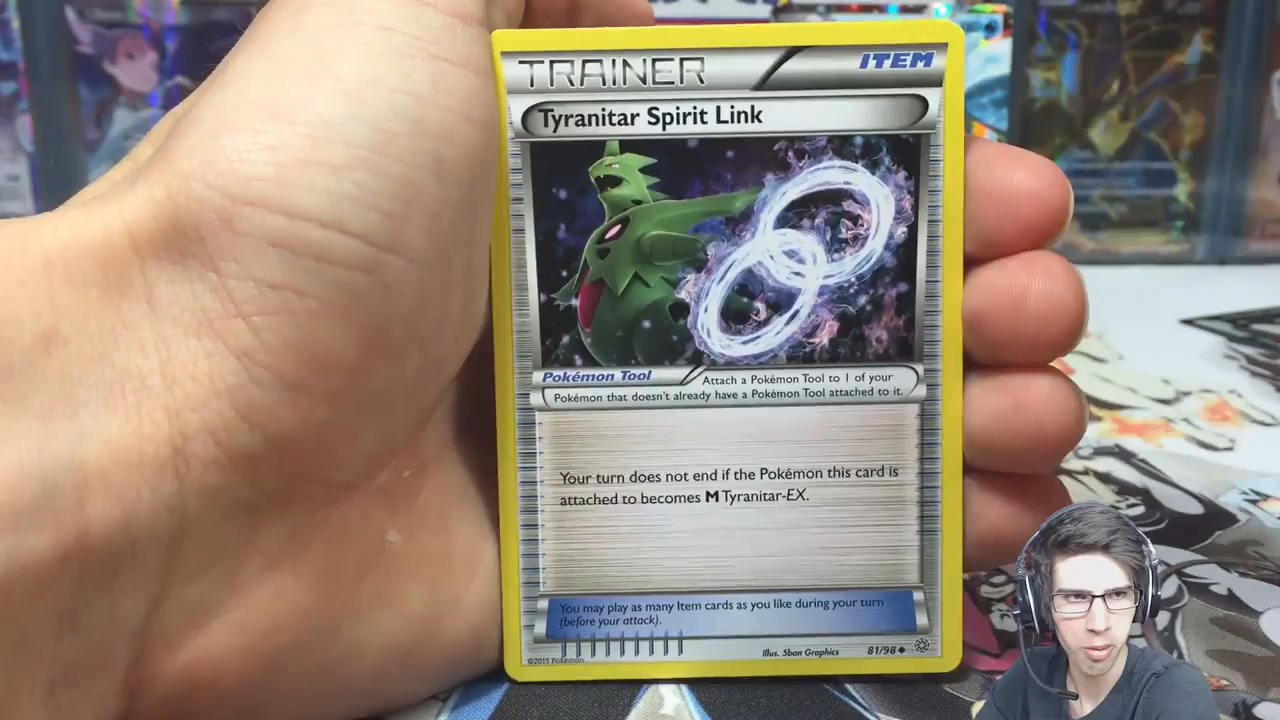 TRAINER
ITEM
Tyranitar Spirit Link
Pokémon Tool
Attach a Pokémon Tool to 1 of your
Pokémon that doesn't already have a Pokémon Tool attached to it.
Your turn does not end if the Pokémon this card is
attached to becomes M Tyranitar-EX.
You may play as many Item cards as you like during your turn
(before your attack).
©2015 Pokémon
Illus. 5ban Graphics
81/98